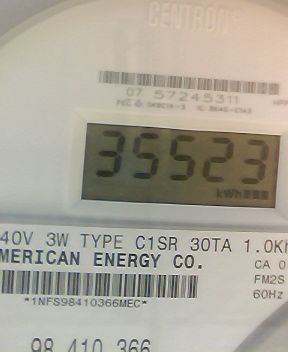 CENTRON
07 57245311
35523
kWh
40V 3W TYPE C1SR 30TA 1.0Kh
MERICAN ENERGY CO.
CA 0
FM2S
60Hz
*1NFS98410366MEC*
98 410 366